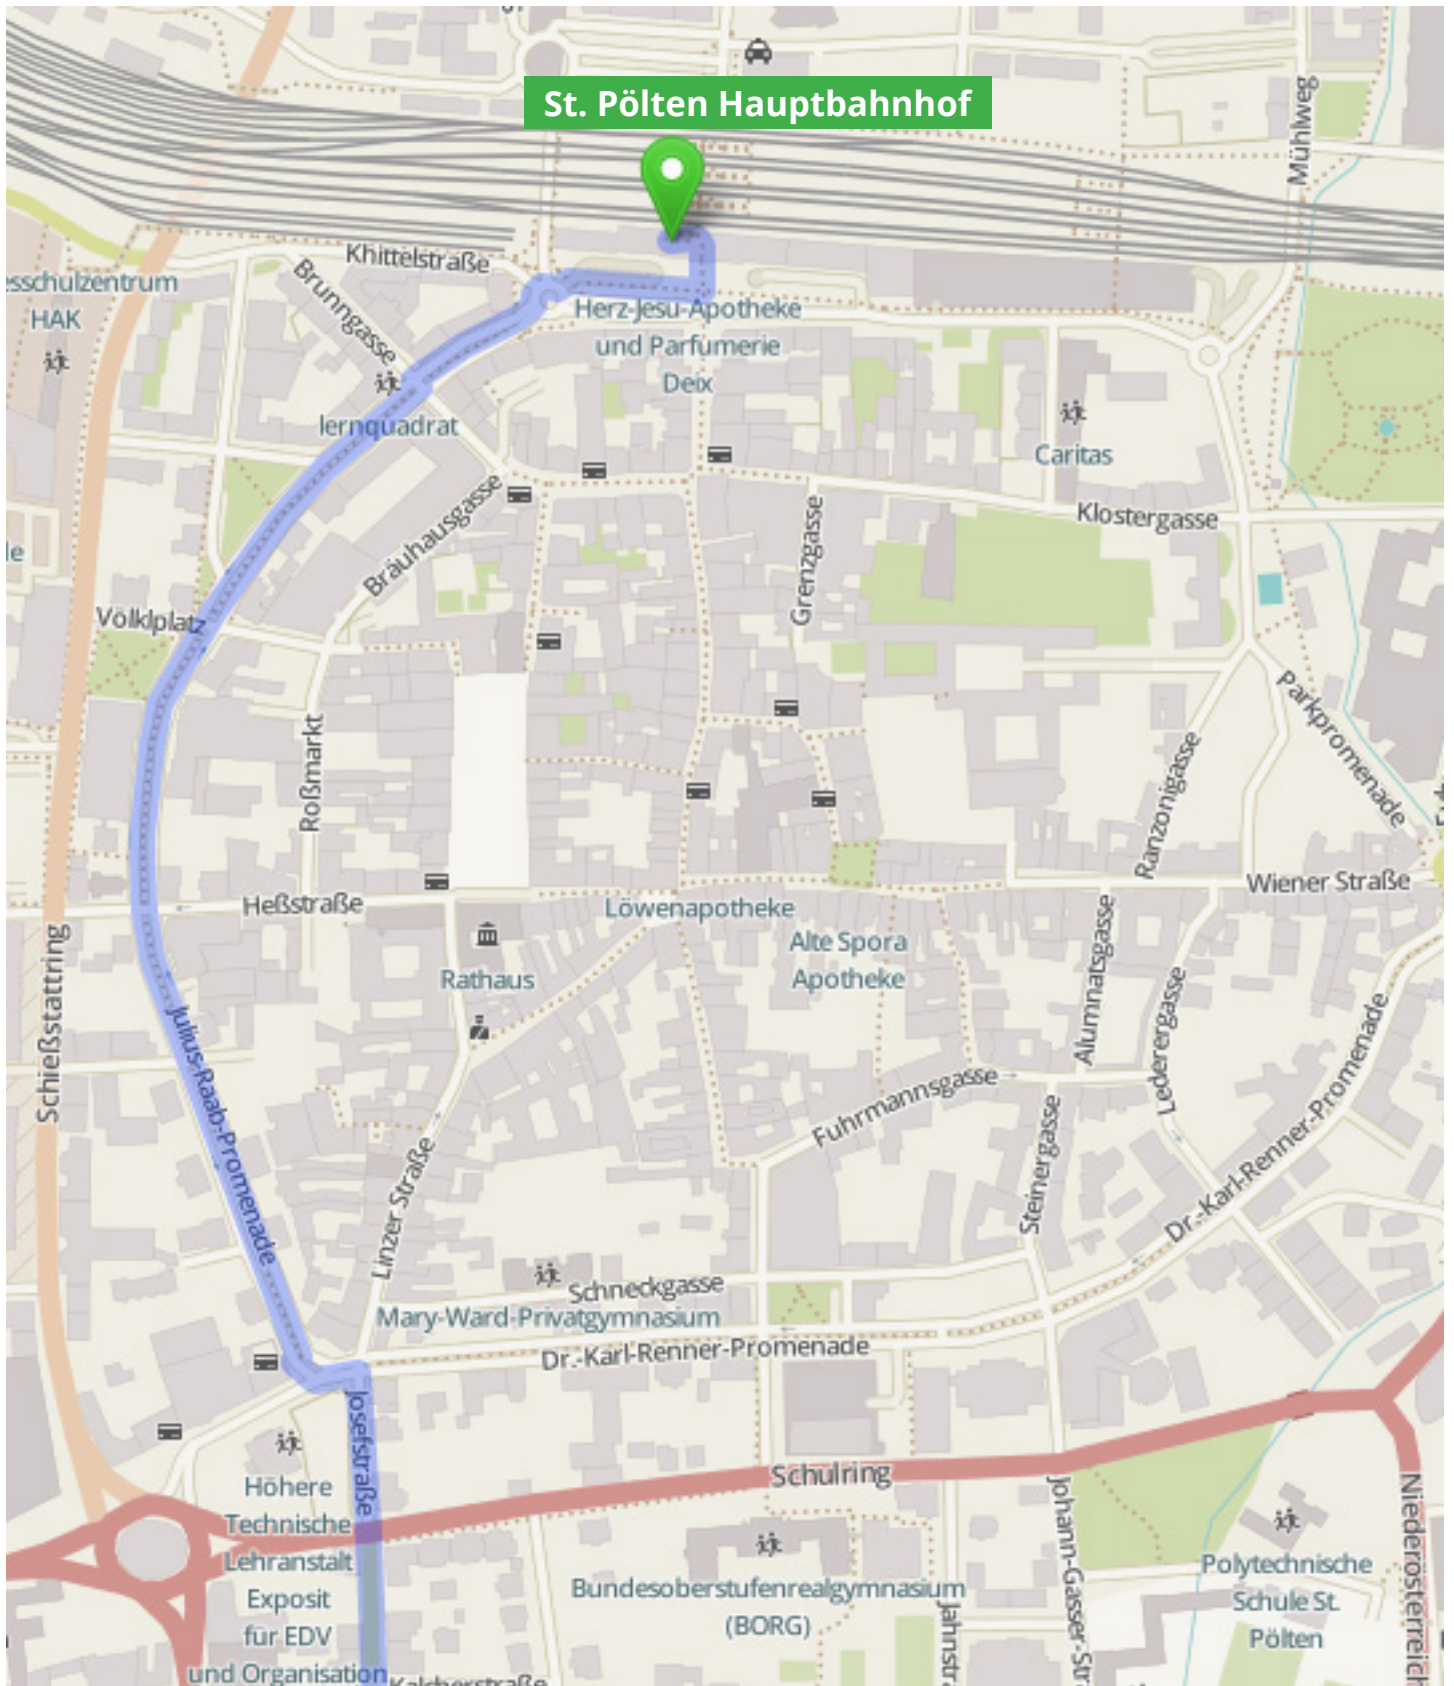 St. Pölten Hauptbahnhof
Mühlweg
Khittelstraße
Brunngasse
esschulzentrum
HAK
Herz-Jesu-Apotheke
und Parfumerie
Deix
lernquadrat
Caritas
Klostergasse
Bräuhausgasse
Grenzgasse
le
Völklplatz
Parkpromenade
Roßmarkt
Ranzonigasse
Wiener Straße
Heßstraße
Löwenapotheke
Alte Spora
Apotheke
Rathaus
Alumnatsgasse
Schießstattring
Julius-Raab-Promenade
Lederergasse
Fuhrmannsgasse
Dr.-Karl-Renner-Promenade
Linzer Straße
Steinergasse
Schneckgasse
Mary-Ward-Privatgymnasium
Dr.-Karl-Renner-Promenade
Josefstraße
Schulring
Höhere
Technische
Lehranstalt
Exposit
für EDV
und Organisation
Johann-Gasser-Str
Niederösterreich
Bundesoberstufenrealgymnasium
(BORG)
Jahnstra
Polytechnische
Schule St.
Pölten